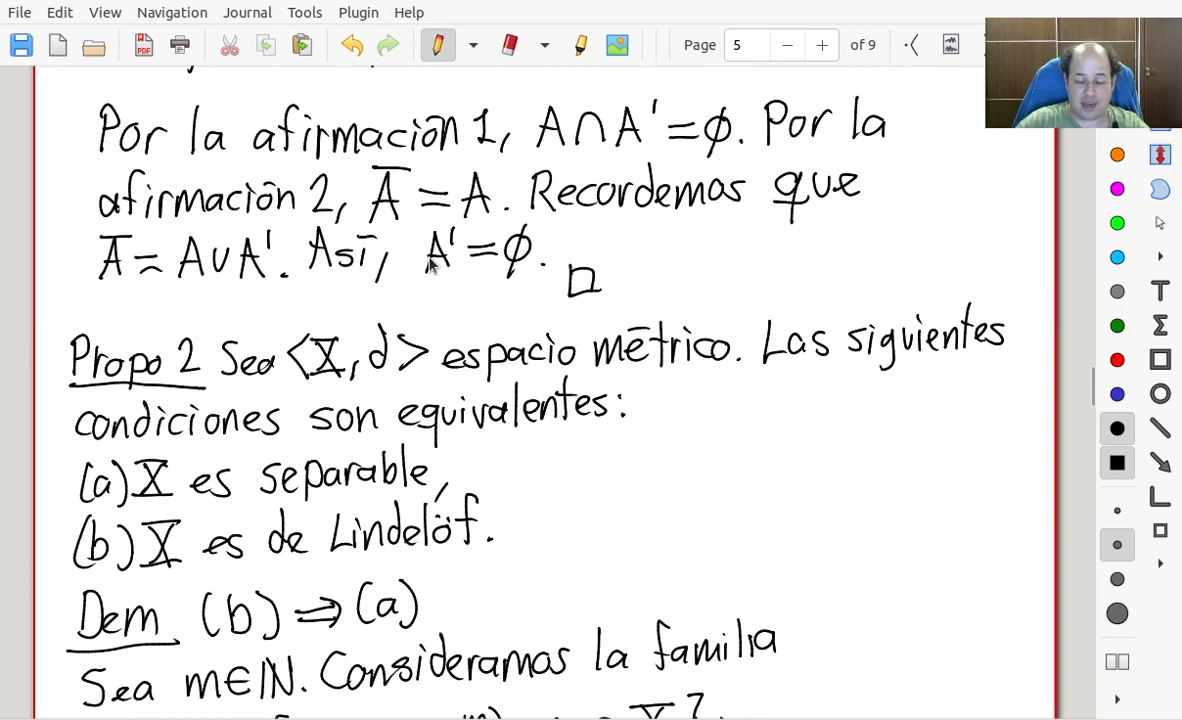 File Edit View Navigation Journal Tools Plugin Help
Page 5 of 9
Por la afirmación 1, A∩A' = ∅. Por la
afirmación 2, A̅ = A. Recordemos que
A̅ = A∪A'. Así, A' = ∅. □
Propo 2 Sea <X, d> espacio métrico. Las siguientes
condiciones son equivalentes:
(a) X es separable,
(b) X es de Lindelöf.
Dem (b) ⇒ (a)
Sea m∈ℕ. Consideramos la familia